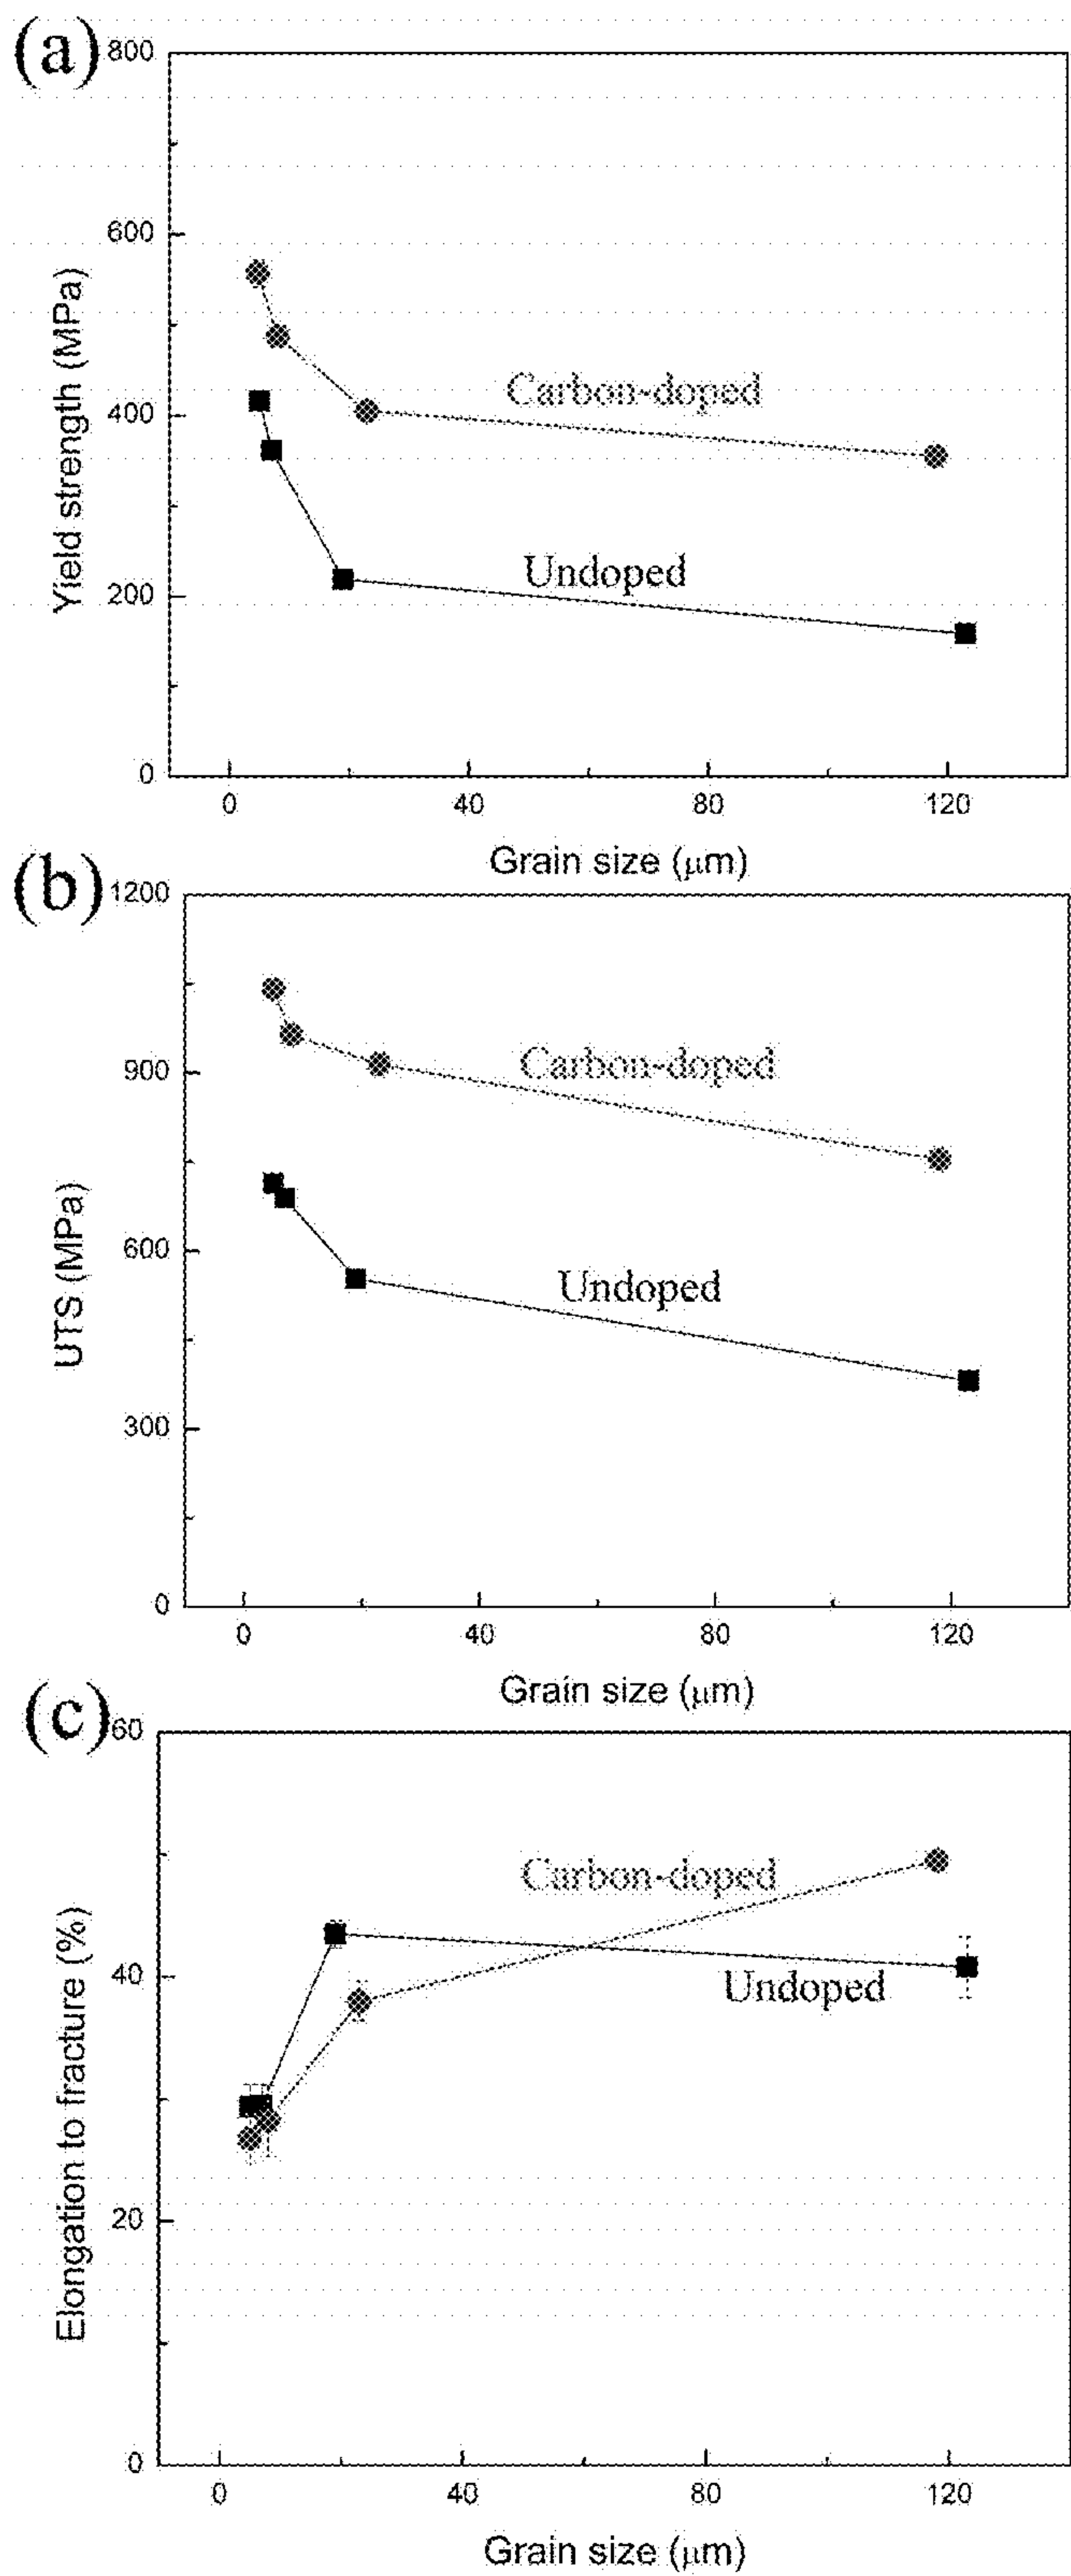 (a)
800
600
400
200
0
Yield strength (MPa)
Carbon-doped
Undoped
0 40 80 120
Grain size (μm)
(b)
1200
900
600
300
0
UTS (MPa)
Carbon-doped
Undoped
0 40 80 120
Grain size (μm)
(c)
60
40
20
0
Elongation to fracture (%)
Carbon-doped
Undoped
0 40 80 120
Grain size (μm)